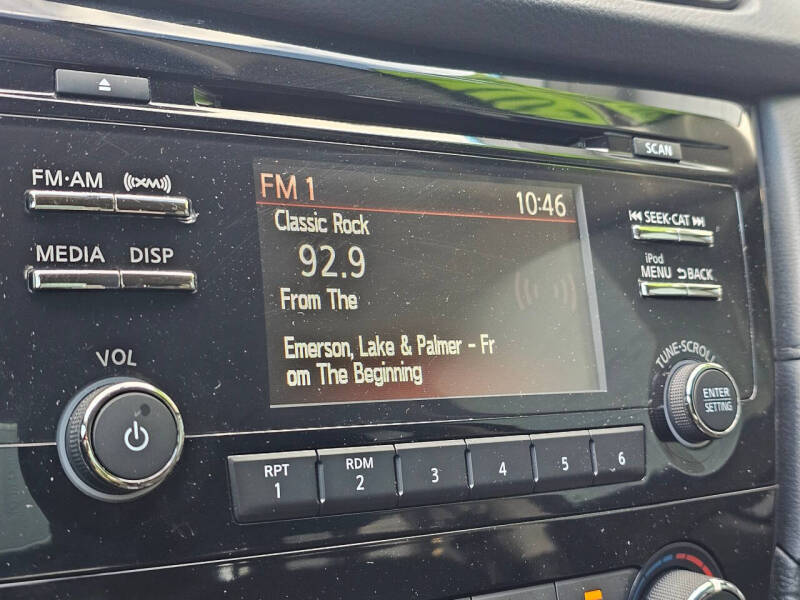 SCAN
FM·AM ((XM))
MEDIA DISP
VOL
FM 1 10:46
Classic Rock
92.9
From The
Emerson, Lake & Palmer - Fr
om The Beginning
SEEK·CAT
iPod
MENU BACK
TUNE·SCROLL
ENTER
SETTING
RPT
1
RDM
2
3
4
5
6